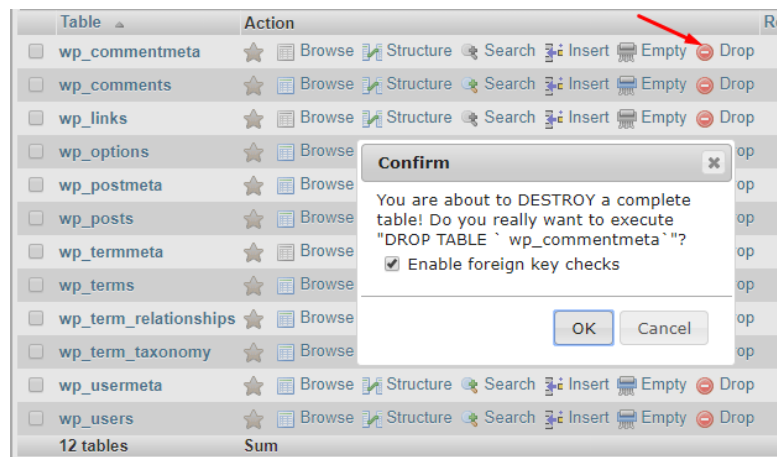 Table Action R
wp_commentmeta Browse Structure Search Insert Empty Drop
wp_comments Browse Structure Search Insert Empty Drop
wp_links Browse Structure Search Insert Empty Drop
wp_options Browse op
wp_postmeta Browse op
wp_posts Browse op
wp_termmeta Browse op
wp_terms Browse op
wp_term_relationships Browse op
wp_term_taxonomy Browse op
wp_usermeta Browse Structure Search Insert Empty Drop
wp_users Browse Structure Search Insert Empty Drop
12 tables Sum
Confirm
You are about to DESTROY a complete
table! Do you really want to execute
"DROP TABLE ` wp_commentmeta`"?
Enable foreign key checks
OK Cancel